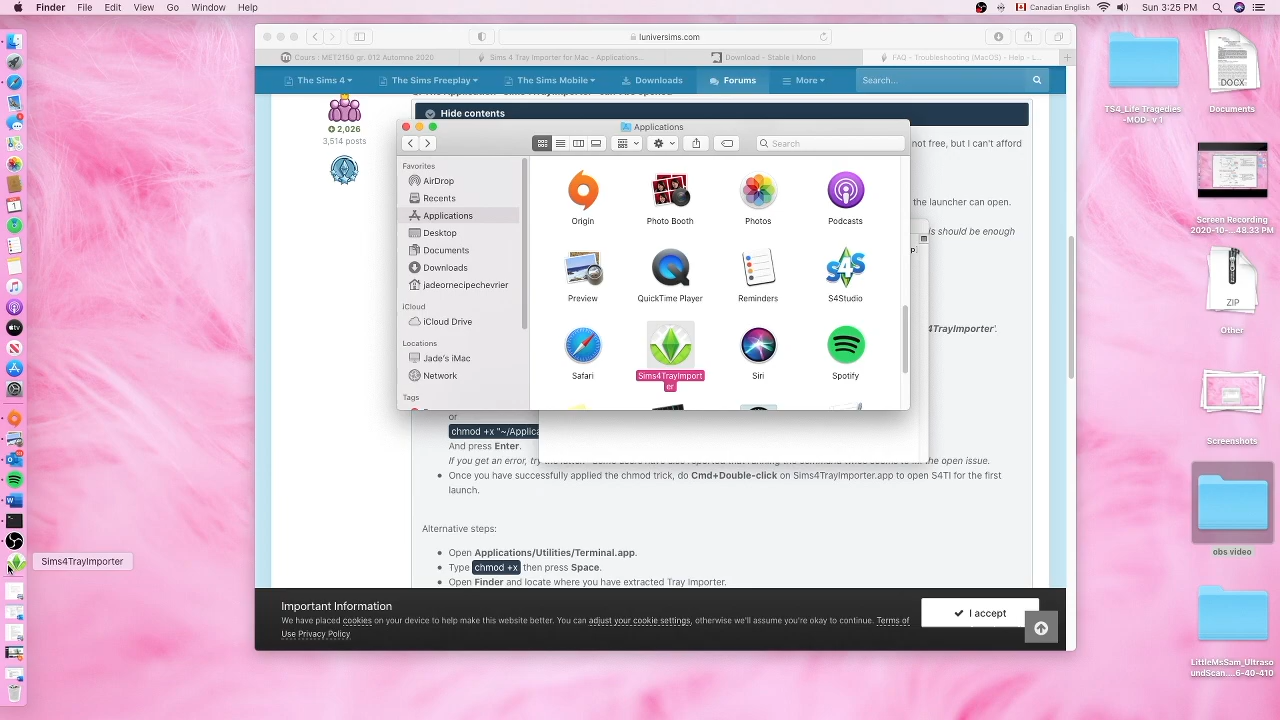 Finder File Edit View Go Window Help
Canadian English Sun 3:25 PM
luniversims.com
Cours : MET2150 gr. 012 Automne 2020
Sims 4 Tray Importer for Mac - Applications...
Download - Stable | Mono
FAQ – Troubleshooting (MacOS) - Help - L...
The Sims 4
The Sims Freeplay
The Sims Mobile
Downloads
Forums
More
Search...
Hide contents
2,026
3,514 posts
not free, but I can't afford
the launcher can open.
is should be enough
4TrayImporter'.
Applications
Search
Favorites
AirDrop
Recents
Applications
Desktop
Documents
Downloads
jadeornecipechevrier
iCloud
iCloud Drive
Locations
Jade's iMac
Network
Tags
Origin
Photo Booth
Photos
Podcasts
Preview
QuickTime Player
Reminders
S4Studio
Safari
Sims4TrayImport
er
Siri
Spotify
or
chmod +x "~/Applica
And press Enter.
Once you have successfully applied the chmod trick, do Cmd+Double-click on Sims4TrayImporter.app to open S4TI for the first
launch.
Alternative steps:
Open Applications/Utilities/Terminal.app.
Type chmod +x then press Space.
Open Finder and locate where you have extracted Tray Importer.
Important Information
We have placed cookies on your device to help make this website better. You can adjust your cookie settings, otherwise we'll assume you're okay to continue. Terms of
Use Privacy Policy
I accept
Sims4TrayImporter
TS4_Life Tragedies
-MOD- v 1
DOCX
Documents
Screen Recording
2020-10-...48.33 PM
ZIP
Other
Screenshots
obs video
LittleMsSam_Ultraso
undScan....6-40-410